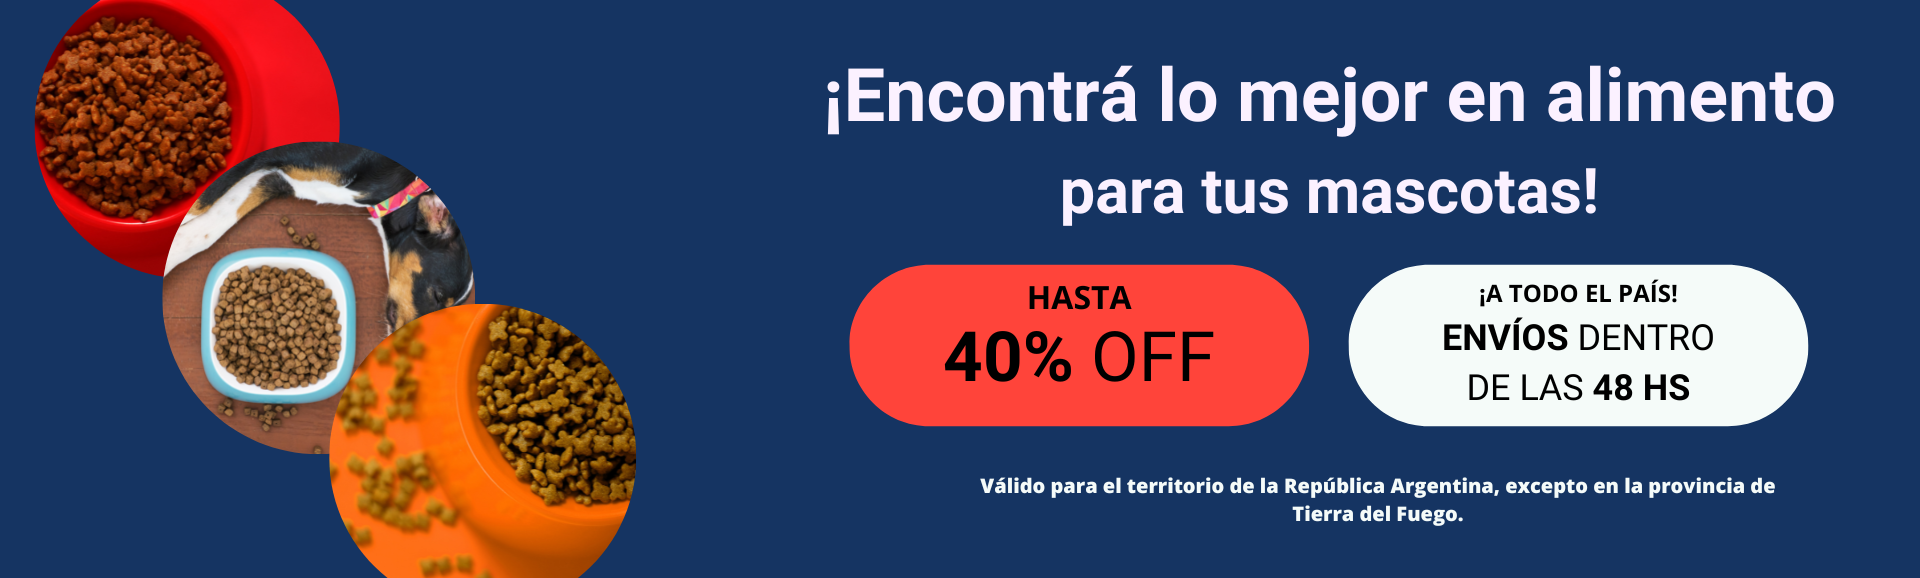 ¡Encontrá lo mejor en alimento
para tus mascotas!
HASTA
40% OFF
¡A TODO EL PAÍS!
ENVÍOS DENTRO
DE LAS 48 HS
Válido para el territorio de la República Argentina, excepto en la provincia de
Tierra del Fuego.